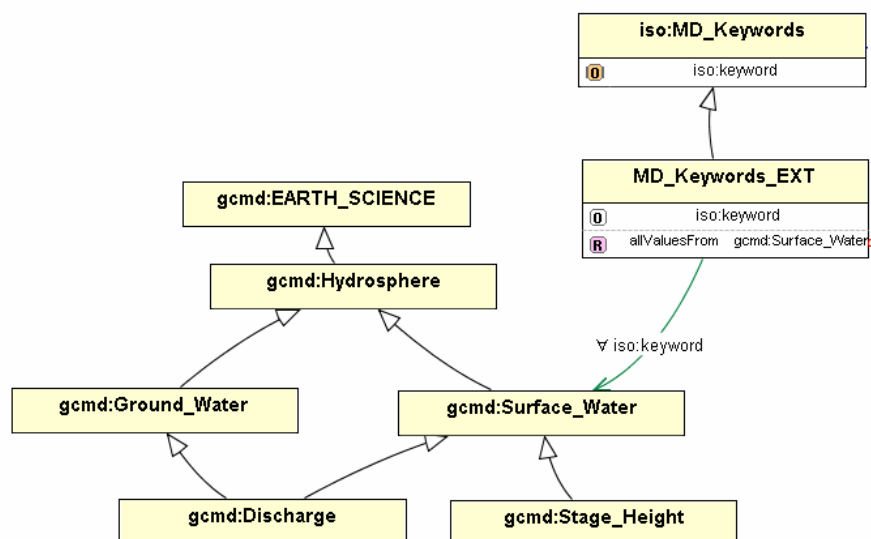 iso:MD_Keywords
O iso:keyword
MD_Keywords_EXT
O iso:keyword
R allValuesFrom gcmd:Surface_Water
gcmd:EARTH_SCIENCE
gcmd:Hydrosphere
∀ iso:keyword
gcmd:Ground_Water
gcmd:Surface_Water
gcmd:Discharge
gcmd:Stage_Height